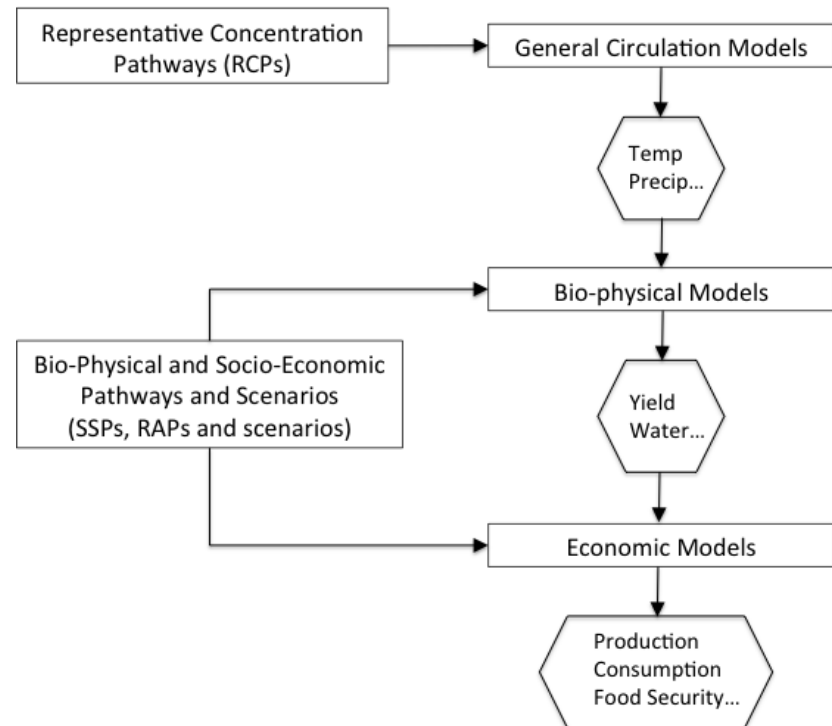 Representative Concentration
Pathways (RCPs)
General Circulation Models
Temp
Precip...
Bio-physical Models
Bio-Physical and Socio-Economic
Pathways and Scenarios
(SSPs, RAPs and scenarios)
Yield
Water...
Economic Models
Production
Consumption
Food Security...